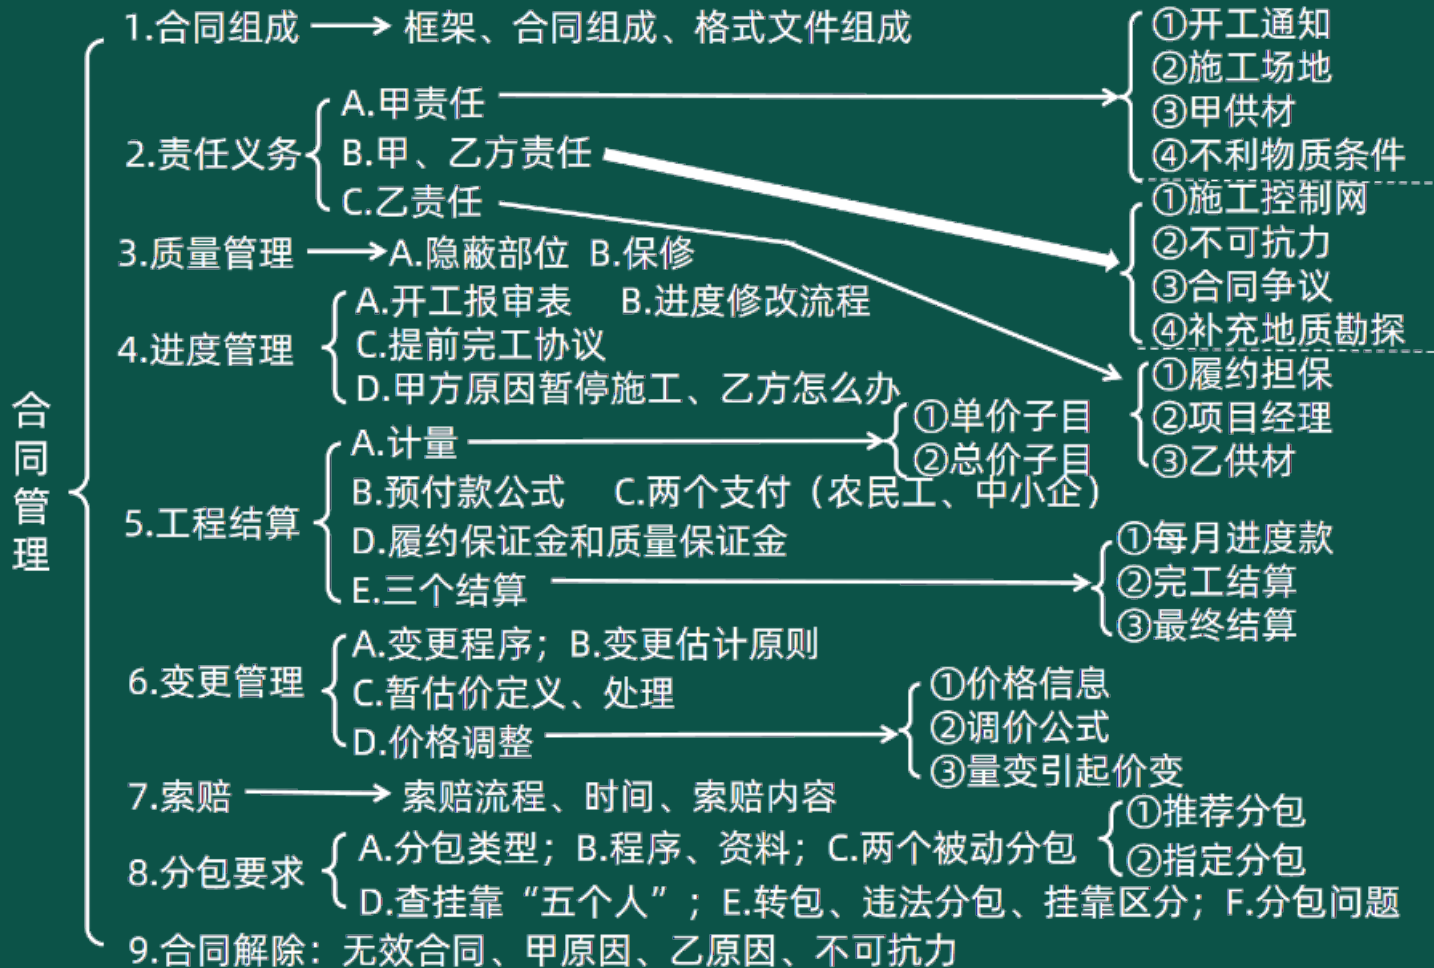 合同管理
1.合同组成 框架、合同组成、格式文件组成
2.责任义务
A.甲责任
①开工通知
②施工场地
③甲供材
④不利物质条件
B.甲、乙方责任
①施工控制网
②不可抗力
③合同争议
④补充地质勘探
C.乙责任
①履约担保
②项目经理
③乙供材
3.质量管理 A.隐蔽部位 B.保修
4.进度管理
A.开工报审表 B.进度修改流程
C.提前完工协议
D.甲方原因暂停施工、乙方怎么办
5.工程结算
A.计量
①单价子目
②总价子目
B.预付款公式 C.两个支付（农民工、中小企）
D.履约保证金和质量保证金
E.三个结算
①每月进度款
②完工结算
③最终结算
6.变更管理
A.变更程序；B.变更估计原则
C.暂估价定义、处理
D.价格调整
①价格信息
②调价公式
③量变引起价变
7.索赔 索赔流程、时间、索赔内容
8.分包要求
A.分包类型；B.程序、资料；C.两个被动分包
①推荐分包
②指定分包
D.查挂靠“五个人”；E.转包、违法分包、挂靠区分；F.分包问题
9.合同解除：无效合同、甲原因、乙原因、不可抗力